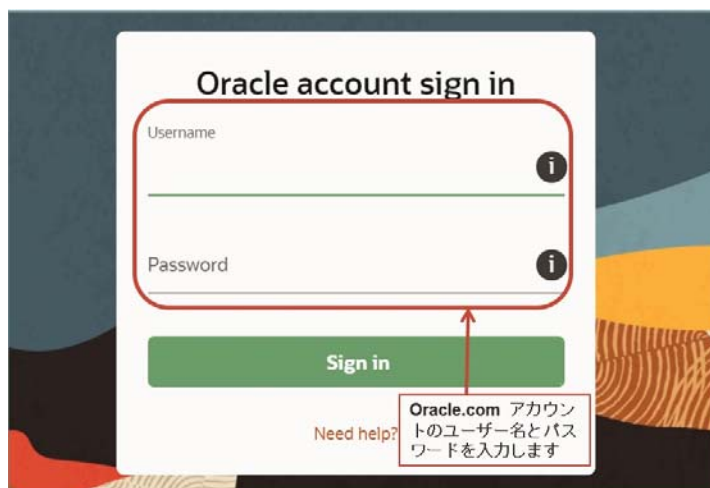 Oracle account sign in
Username
i
Password
i
Sign in
Need help?
Oracle.com アカウン
トのユーザー名とパス
ワードを入力します